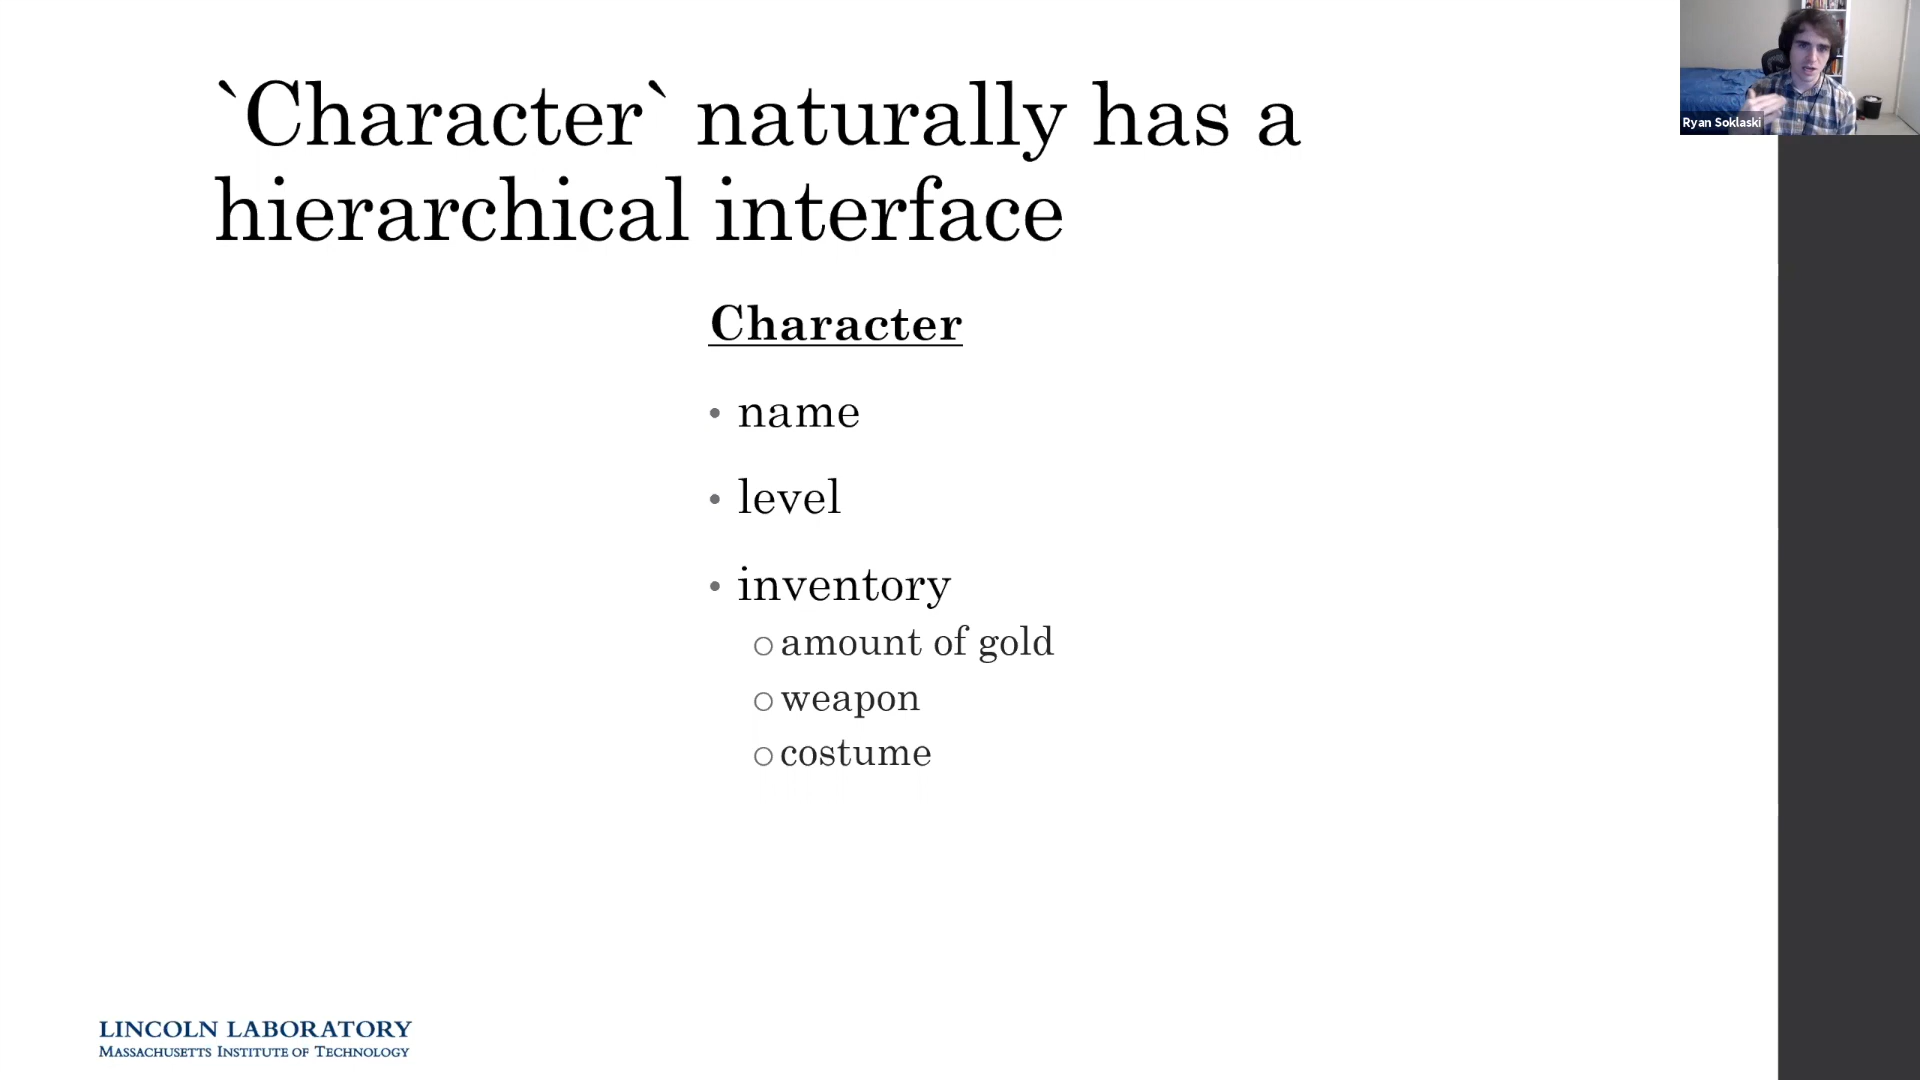 `Character` naturally has a
hierarchical interface
Character
• name
• level
• inventory
○ amount of gold
○ weapon
○ costume
LINCOLN LABORATORY
MASSACHUSETTS INSTITUTE OF TECHNOLOGY
Ryan Soklaski